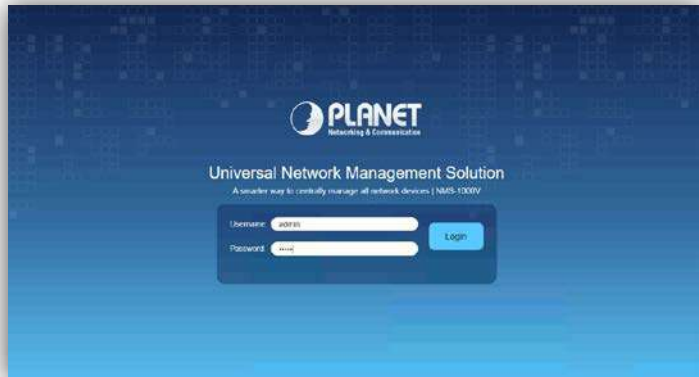 PLANET
Networking & Communication
Universal Network Management Solution
A smarter way to centrally manage all network devices | NMS-1000V
Username admin
Password •••••
Login